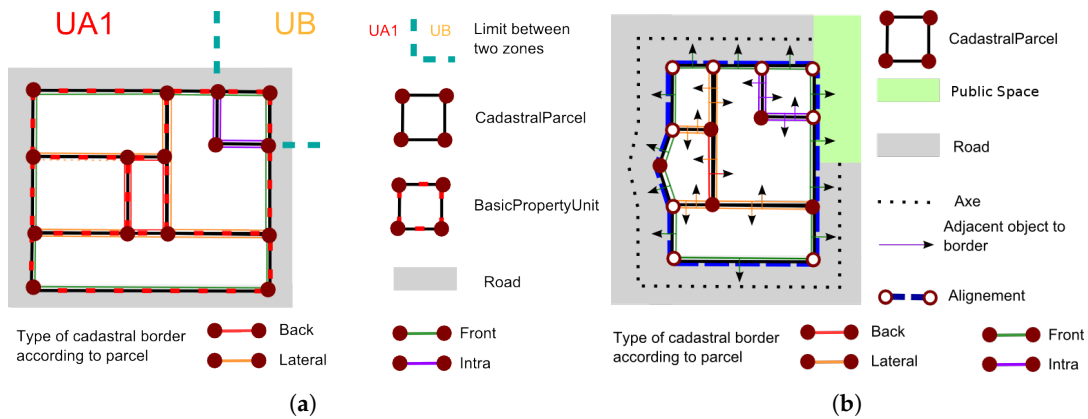 UA1
UB
UA1
UB
Limit between
two zones
CadastralParcel
BasicPropertyUnit
Road
Type of cadastral border
according to parcel
Back
Lateral
Front
Intra
(a)
CadastralParcel
Public Space
Road
Axe
Adjacent object to
border
Alignement
Type of cadastral border
according to parcel
Back
Lateral
Front
Intra
(b)